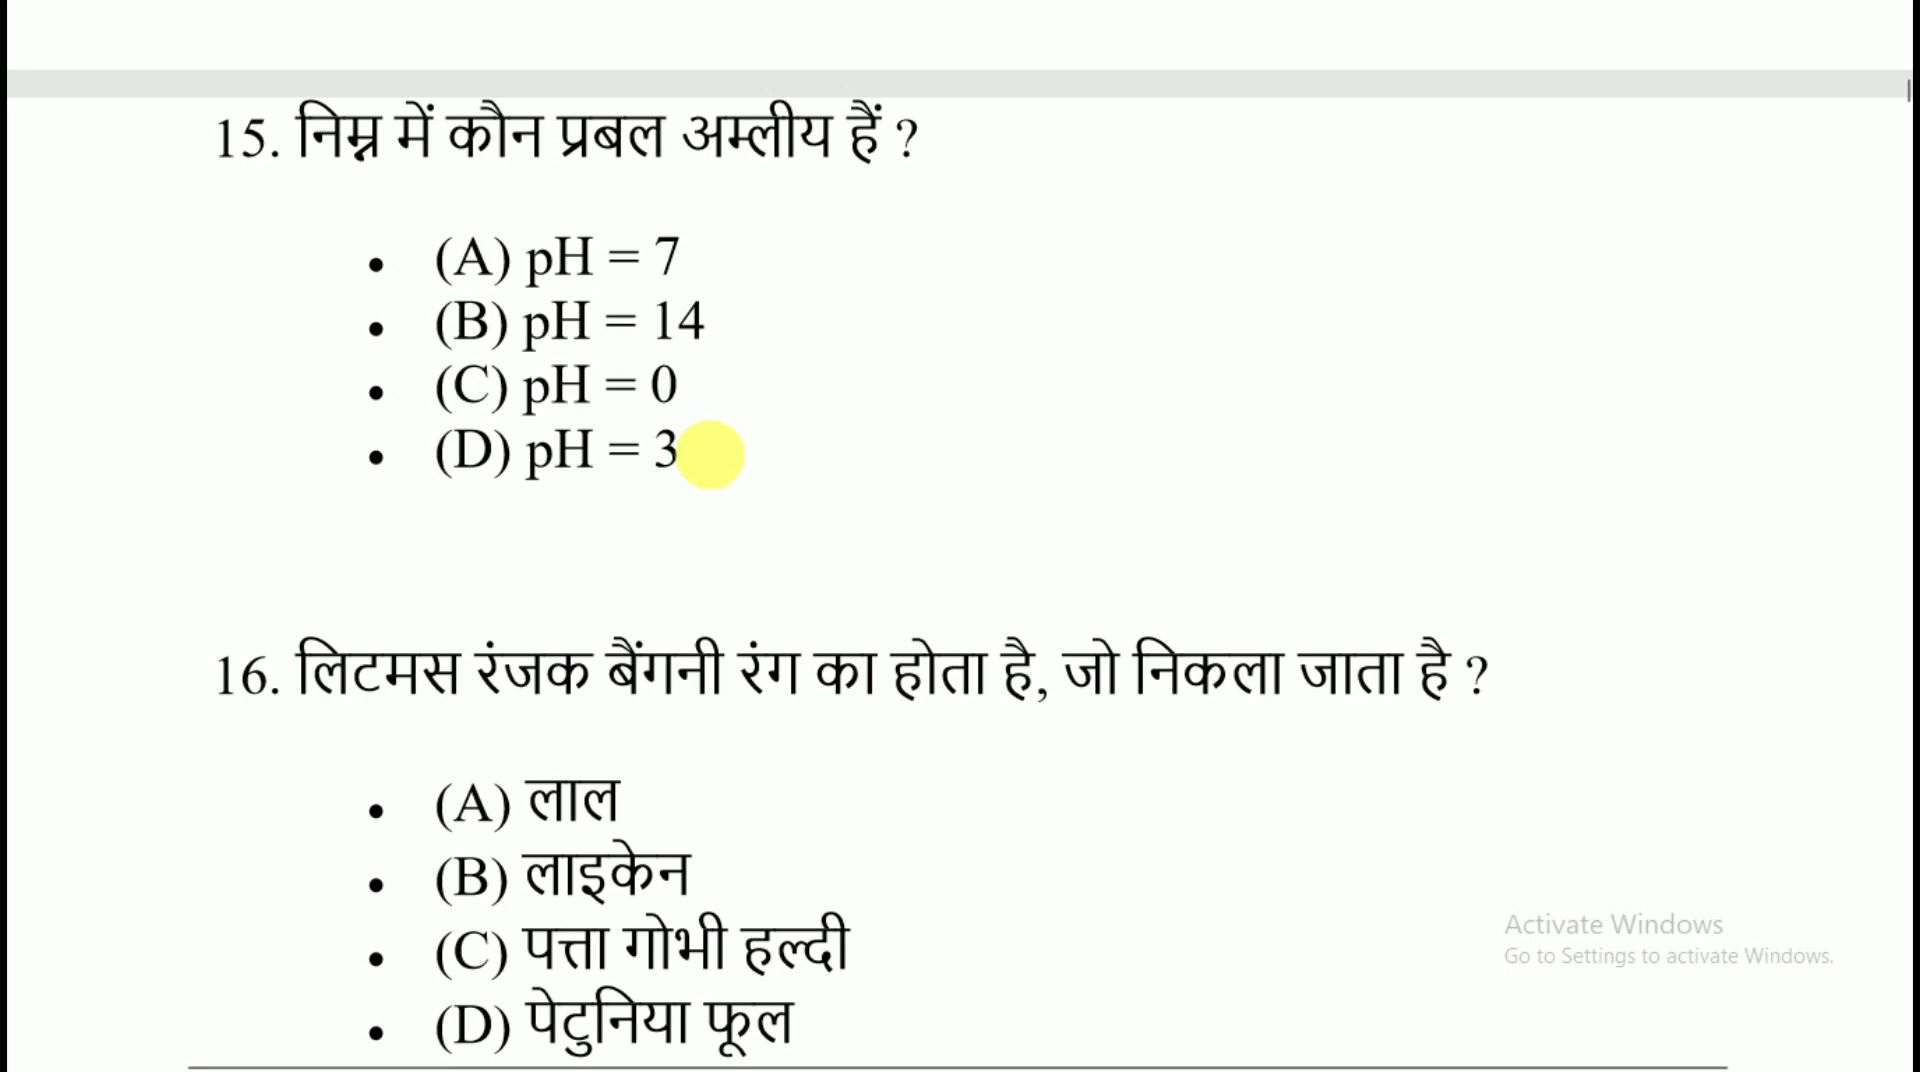 15. निम्न में कौन प्रबल अम्लीय हैं ?
• (A) pH = 7
• (B) pH = 14
• (C) pH = 0
• (D) pH = 3
16. लिटमस रंजक बैंगनी रंग का होता है, जो निकला जाता है ?
• (A) लाल
• (B) लाइकेन
• (C) पत्ता गोभी हल्दी
• (D) पेटुनिया फूल
Activate Windows
Go to Settings to activate Windows.